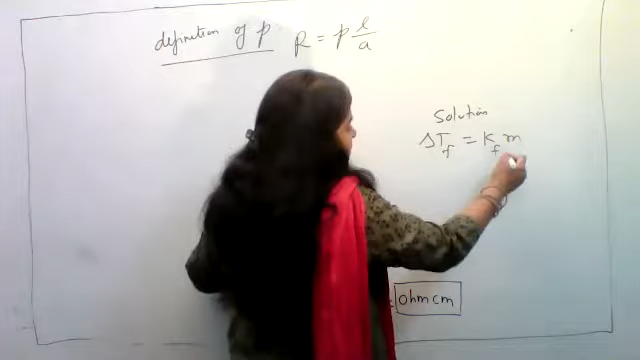 definition of ρ R = ρ l/a
Solution
ΔT_f = K_f m
ohm cm